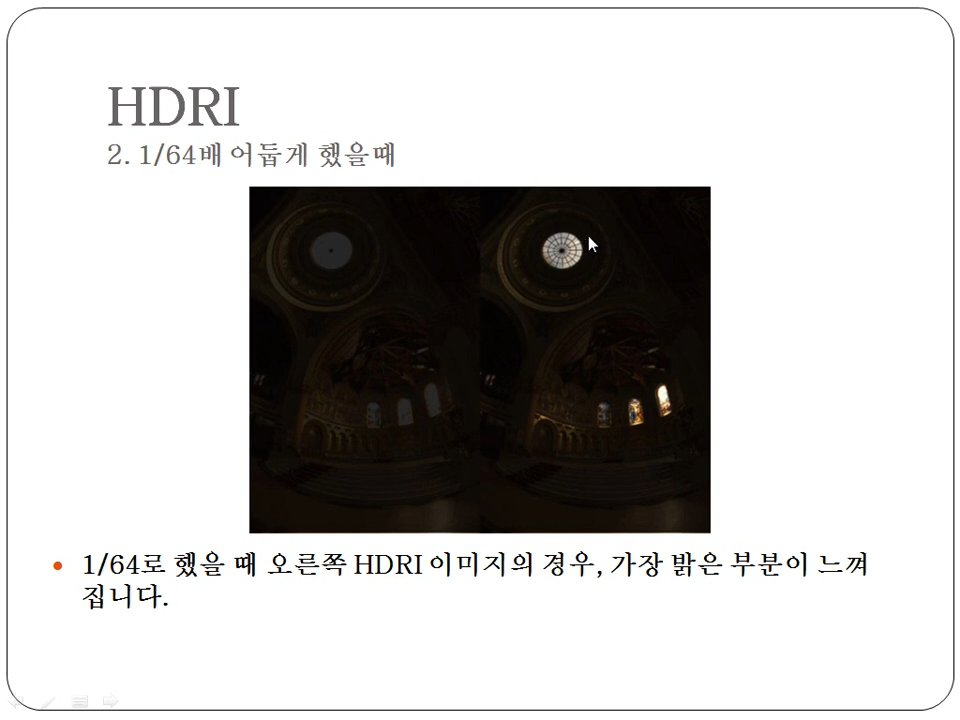 HDRI
2. 1/64배 어둡게 했을때
1/64로 했을 때 오른쪽 HDRI 이미지의 경우, 가장 밝은 부분이 느껴
집니다.